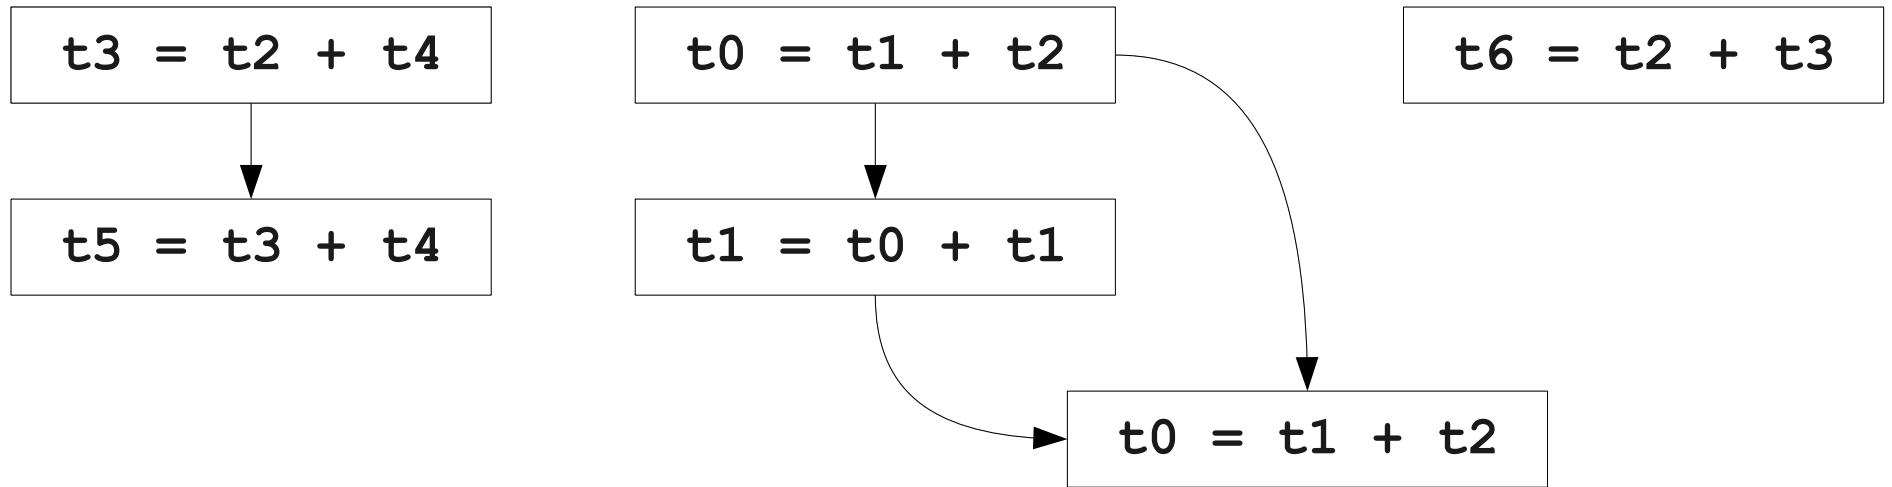 t3 = t2 + t4
t0 = t1 + t2
t6 = t2 + t3
t5 = t3 + t4
t1 = t0 + t1
t0 = t1 + t2